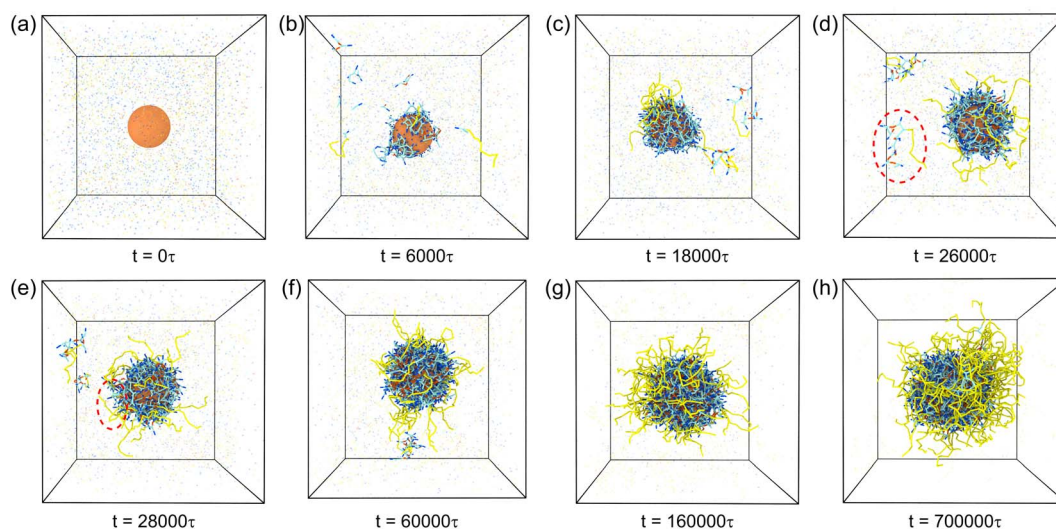 (a)
(b)
(c)
(d)
t = 0τ
t = 6000τ
t = 18000τ
t = 26000τ
(e)
(f)
(g)
(h)
t = 28000τ
t = 60000τ
t = 160000τ
t = 700000τ